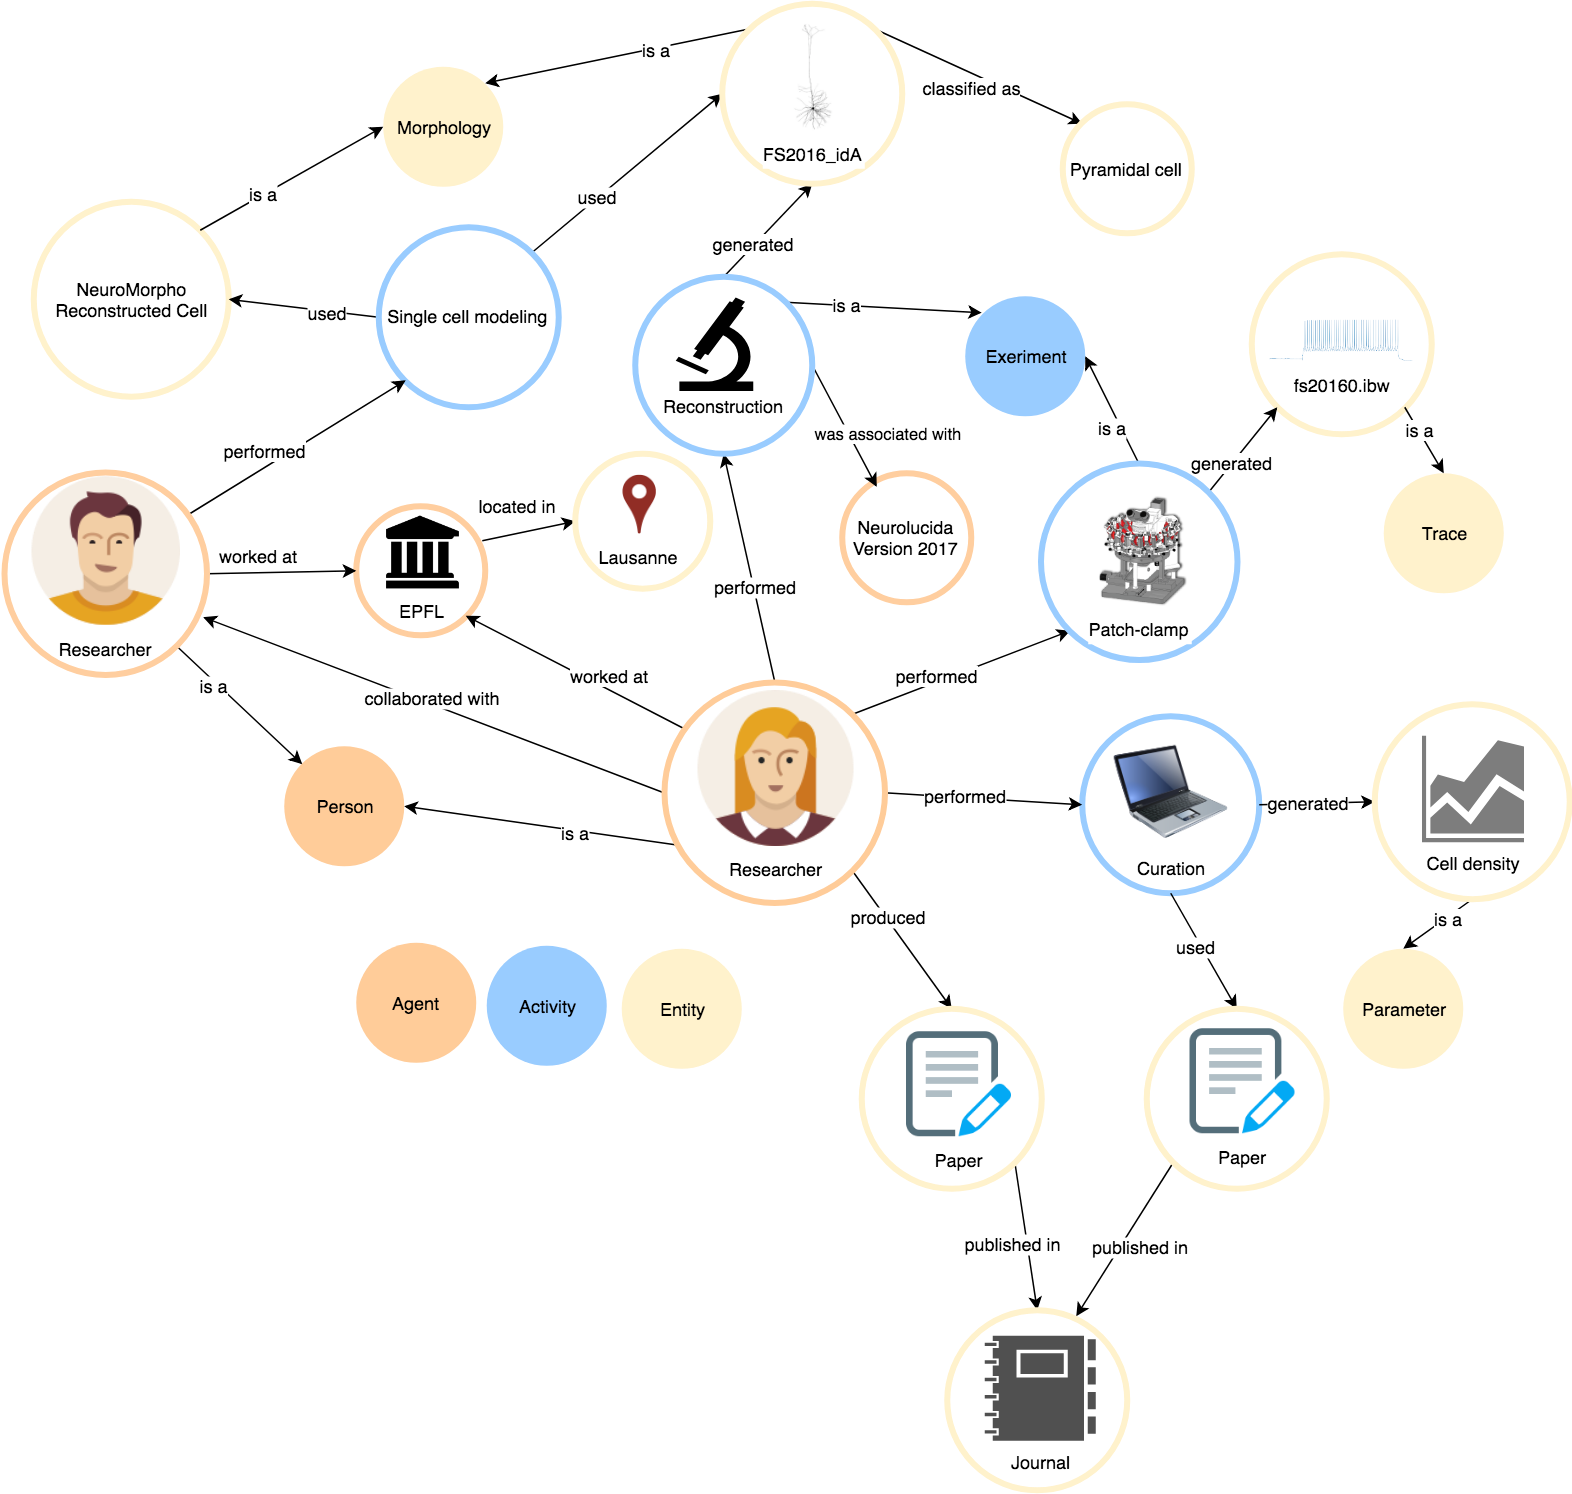 is a
classified as
Morphology
FS2016_idA
Pyramidal cell
is a
used
generated
NeuroMorpho
Reconstructed Cell
used
Single cell modeling
is a
Exeriment
fs20160.ibw
Reconstruction
was associated with
is a
is a
performed
generated
located in
Neurolucida
Version 2017
Trace
worked at
Lausanne
EPFL
performed
Patch-clamp
Researcher
is a
collaborated with
worked at
performed
Person
is a
performed
generated
Researcher
Curation
Cell density
produced
used
is a
Agent
Activity
Entity
Parameter
Paper
Paper
published in
published in
Journal